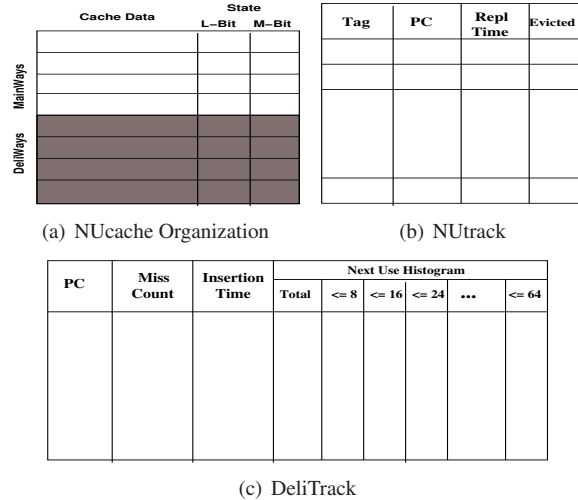 Cache Data
State
L-Bit M-Bit
MainWays
DeliWays
(a) NUcache Organization
Tag PC Repl Time Evicted
(b) NUtrack
PC Miss Count Insertion Time Next Use Histogram
Total <= 8 <= 16 <= 24 ... <= 64
(c) DeliTrack